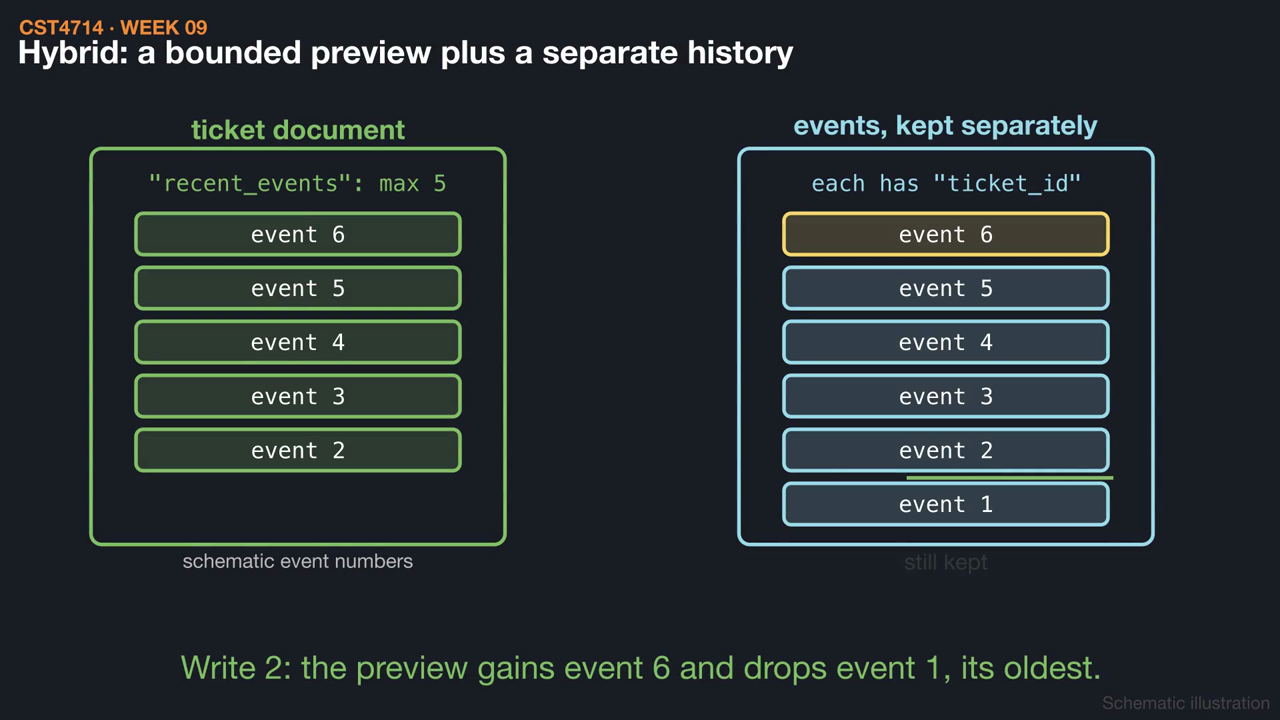 CST4714 · WEEK 09
Hybrid: a bounded preview plus a separate history
ticket document
"recent_events": max 5
event 6
event 5
event 4
event 3
event 2
schematic event numbers
events, kept separately
each has "ticket_id"
event 6
event 5
event 4
event 3
event 2
event 1
still kept
Write 2: the preview gains event 6 and drops event 1, its oldest.
Schematic illustration